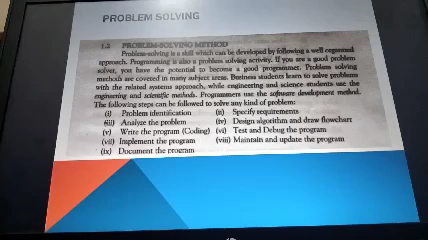 PROBLEM SOLVING
1.2 PROBLEM-SOLVING METHOD
Problem-solving is a skill which can be developed by following a well organised
approach. Programming is also a problem solving activity. If you are a good problem
solver, you have the potential to become a good programmer. Problem solving
methods are covered in many subject areas. Business students learn to solve problems
with the related systems approach, while engineering and science students use the
engineering and scientific methods. Programmers use the software development method.
The following steps can be followed to solve any kind of problem:
(i) Problem identification (ii) Specify requirements
(iii) Analyze the problem (iv) Design algorithm and draw flowchart
(v) Write the program (Coding) (vi) Test and Debug the program
(vii) Implement the program (viii) Maintain and update the program
(ix) Document the program